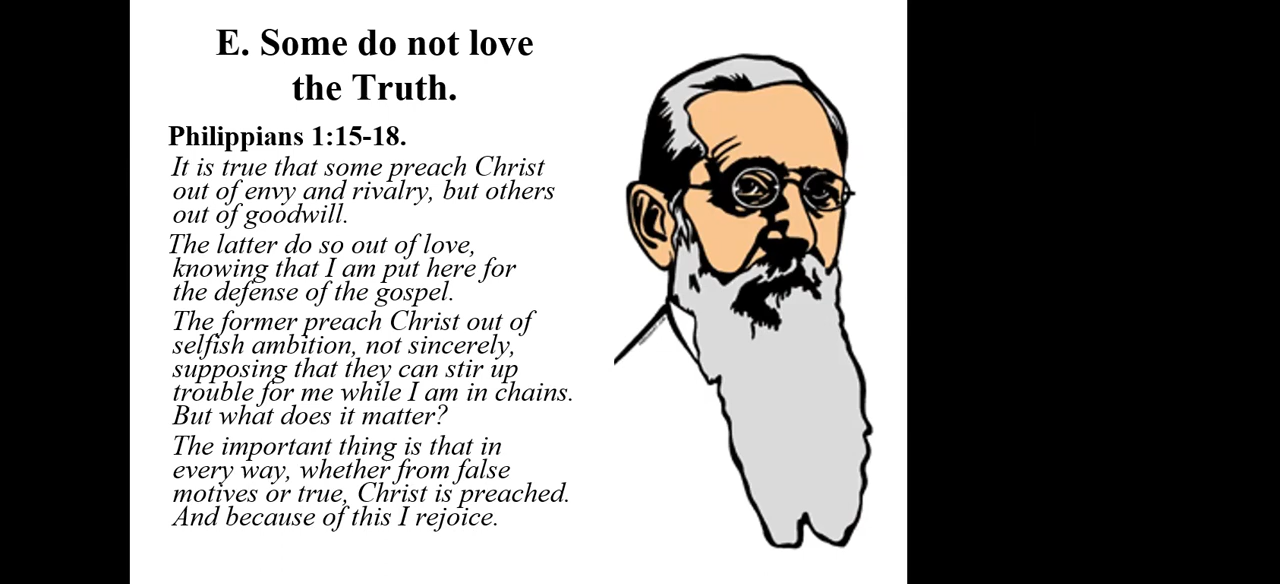 E. Some do not love
the Truth.
Philippians 1:15-18.
It is true that some preach Christ
out of envy and rivalry, but others
out of goodwill.
The latter do so out of love,
knowing that I am put here for
the defense of the gospel.
The former preach Christ out of
selfish ambition, not sincerely,
supposing that they can stir up
trouble for me while I am in chains.
But what does it matter?
The important thing is that in
every way, whether from false
motives or true, Christ is preached.
And because of this I rejoice.